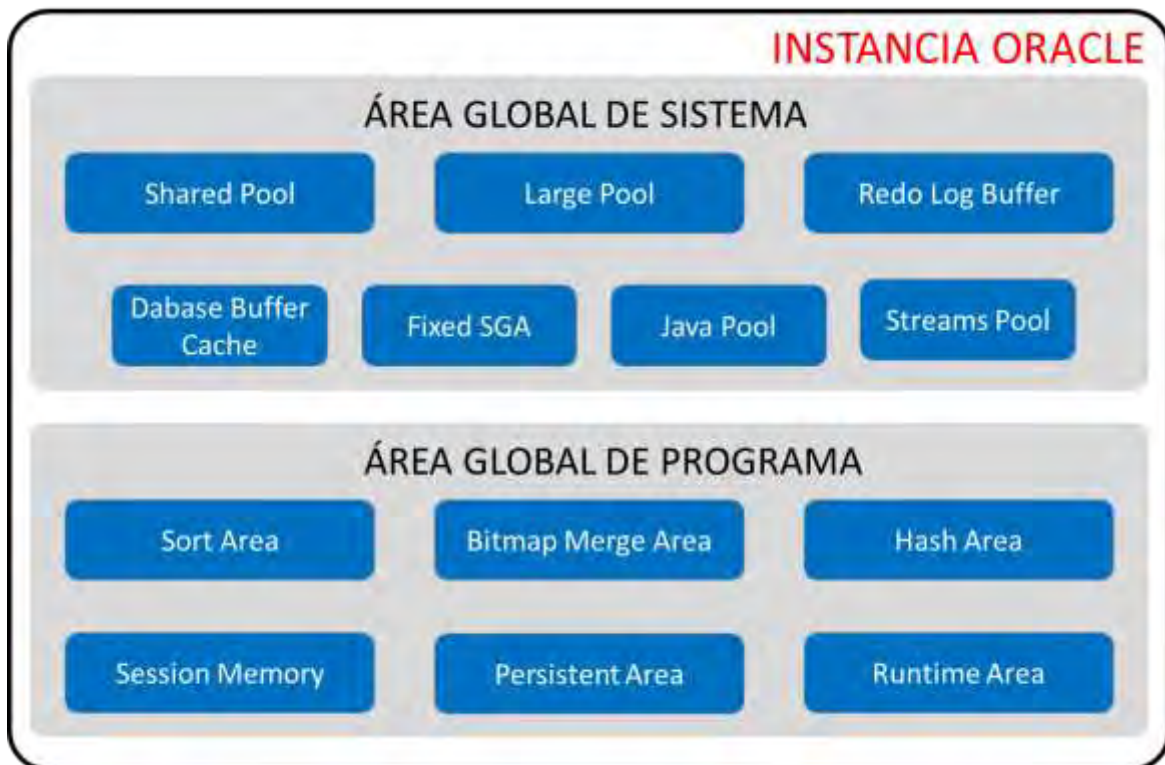 INSTANCIA ORACLE
ÁREA GLOBAL DE SISTEMA
Shared Pool
Large Pool
Redo Log Buffer
Dabase Buffer
Cache
Fixed SGA
Java Pool
Streams Pool
ÁREA GLOBAL DE PROGRAMA
Sort Area
Bitmap Merge Area
Hash Area
Session Memory
Persistent Area
Runtime Area